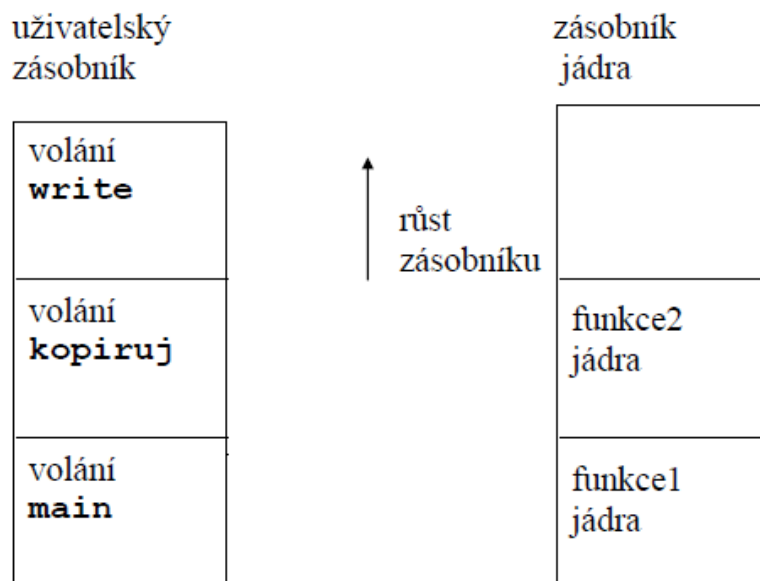 uživatelský
zásobník
volání
write
volání
kopiruj
volání
main
růst
zásobníku
zásobník
jádra
funkce2
jádra
funkce1
jádra